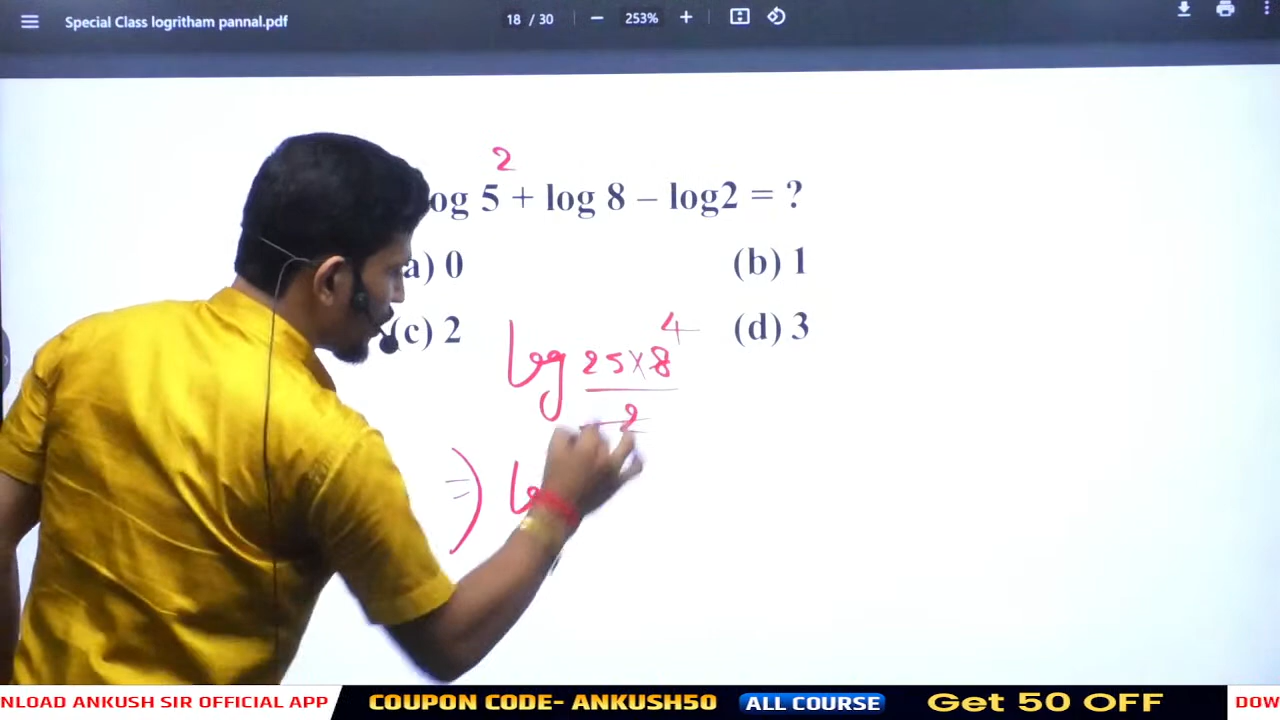 Special Class logritham pannal.pdf
18 / 30
253%
2
og 5 + log 8 – log2 = ?
a) 0
(b) 1
(c) 2
(d) 3
4
log 25×8
2
⇒
NLOAD ANKUSH SIR OFFICIAL APP
COUPON CODE- ANKUSH50
ALL COURSE
Get 50 OFF
DOW